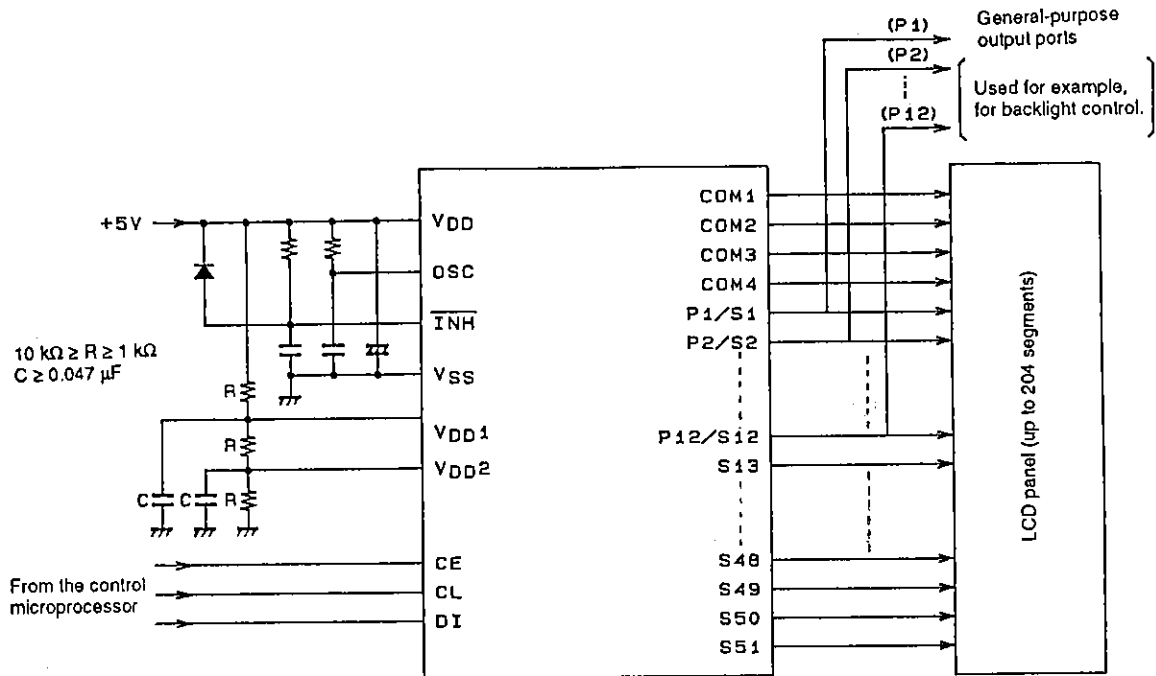 (P1)
General-purpose
output ports
(P2)
Used for example,
for backlight control.
(P12)
+5V
VDD
OSC
INH
VSS
10 kΩ ≥ R ≥ 1 kΩ
C ≥ 0.047 μF
R
R
R
C
C
VDD1
VDD2
From the control
microprocessor
CE
CL
DI
COM1
COM2
COM3
COM4
P1/S1
P2/S2
P12/S12
S13
S48
S49
S50
S51
LCD panel (up to 204 segments)